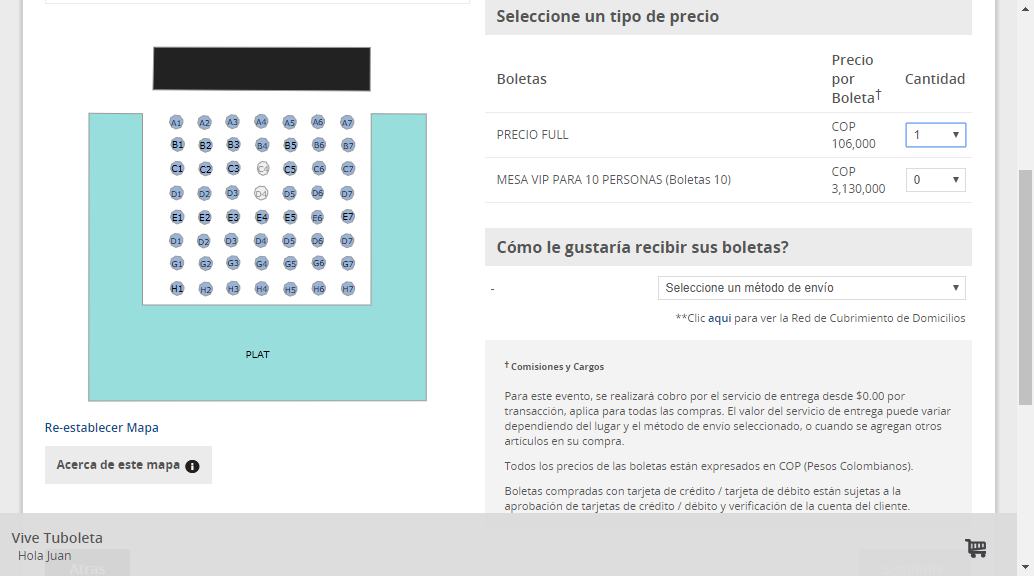 A1 A2 A3 A4 A5 A6 A7
B1 B2 B3 B4 B5 B6 B7
C1 C2 C3 C4 C5 C6 C7
D1 D2 D3 D4 D5 D6 D7
E1 E2 E3 E4 E5 E6 E7
D1 D2 D3 D4 D5 D6 D7
G1 G2 G3 G4 G5 G6 G7
H1 H2 H3 H4 H5 H6 H7
PLAT
Re-establecer Mapa
Acerca de este mapa
Seleccione un tipo de precio
Boletas
Precio
por
Boleta†
Cantidad
PRECIO FULL
COP
106,000
1
MESA VIP PARA 10 PERSONAS (Boletas 10)
COP
3,130,000
0
Cómo le gustaría recibir sus boletas?
-
Seleccione un método de envío
**Clic aqui para ver la Red de Cubrimiento de Domicilios
† Comisiones y Cargos
Para este evento, se realizará cobro por el servicio de entrega desde $0.00 por
transacción, aplica para todas las compras. El valor del servicio de entrega puede variar
dependiendo del lugar y el método de envío seleccionado, o cuando se agregan otros
artículos en su compra.
Todos los precios de las boletas están expresados en COP (Pesos Colombianos).
Boletas compradas con tarjeta de crédito / tarjeta de débito están sujetas a la
aprobación de tarjetas de crédito / débito y verificación de la cuenta del cliente.
Vive Tuboleta
Hola Juan
Atras